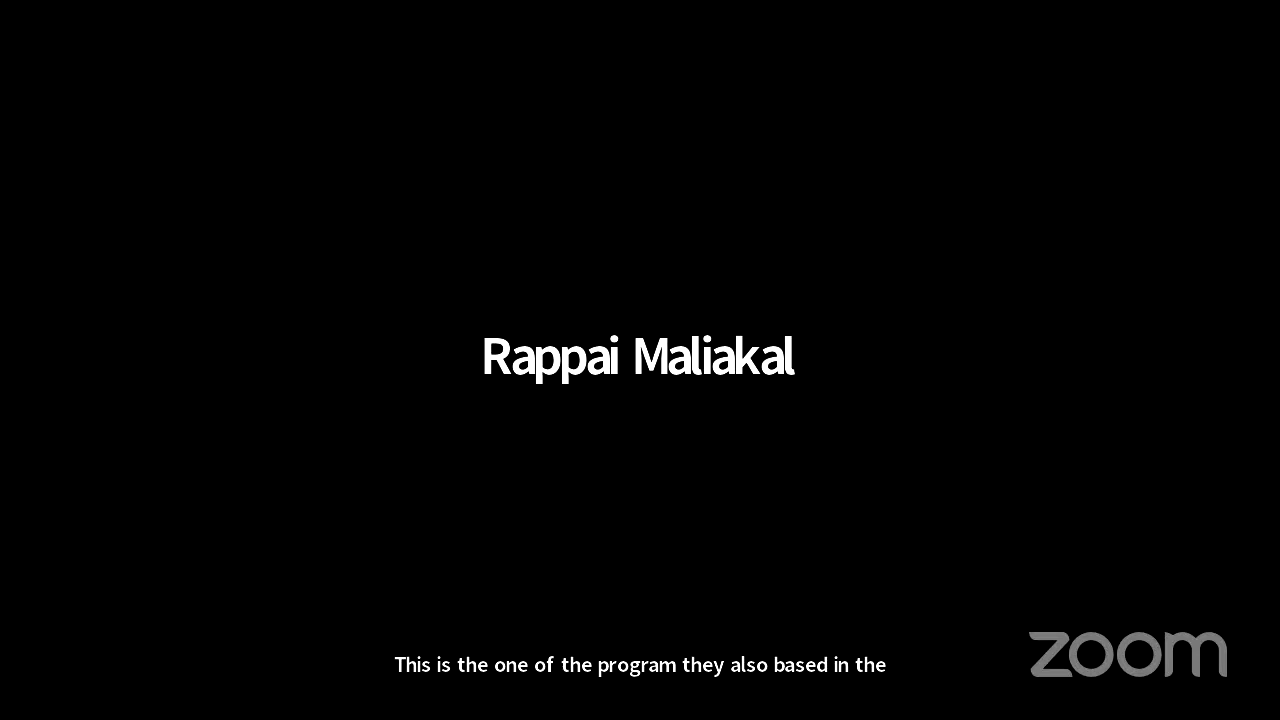 Rappai Maliakal
This is the one of the program they also based in the
zoom